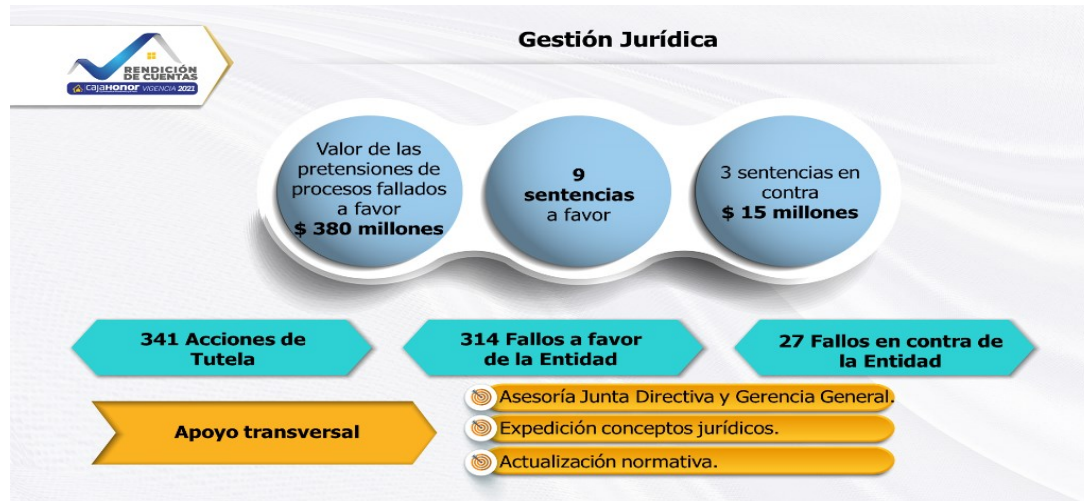 Gestión Jurídica
RENDICIÓN
DE CUENTAS
cajaHONOR VIGENCIA 2021
Valor de las
pretensiones de
procesos fallados
a favor
$ 380 millones
9
sentencias
a favor
3 sentencias en
contra
$ 15 millones
341 Acciones de
Tutela
314 Fallos a favor
de la Entidad
27 Fallos en contra de
la Entidad
Apoyo transversal
Asesoría Junta Directiva y Gerencia General.
Expedición conceptos jurídicos.
Actualización normativa.